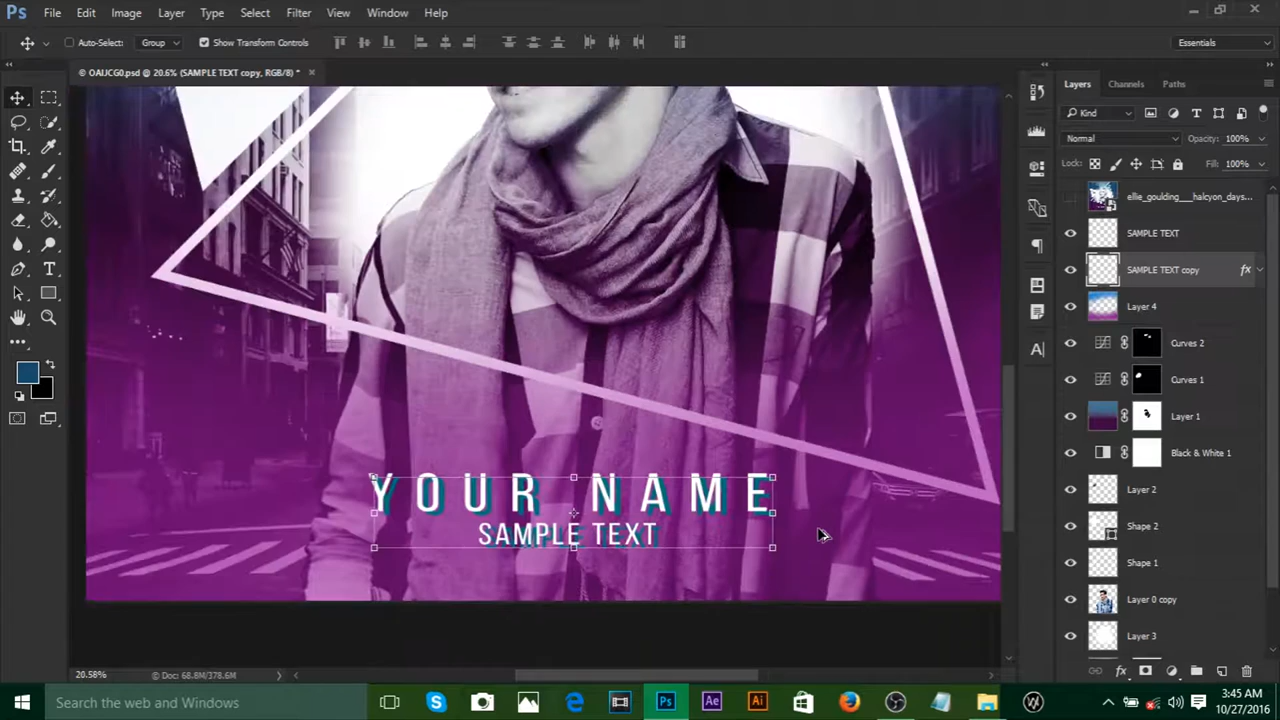 Ps File Edit Image Layer Type Select Filter View Window Help
Auto-Select: Group Show Transform Controls Essentials
© OAIJCG0.psd @ 20.6% (SAMPLE TEXT copy, RGB/8) *
Layers Channels Paths
Kind
Normal Opacity: 100%
Lock: Fill: 100%
ellie_goulding___halcyon_days...
SAMPLE TEXT
SAMPLE TEXT copy fx
Layer 4
Curves 2
Curves 1
Layer 1
Black & White 1
Layer 2
Shape 2
Shape 1
Layer 0 copy
Layer 3
YOUR NAME
SAMPLE TEXT
20.58% Doc: 68.8M/378.6M
Search the web and Windows
Ps Ae Ai
3:45 AM
10/27/2016